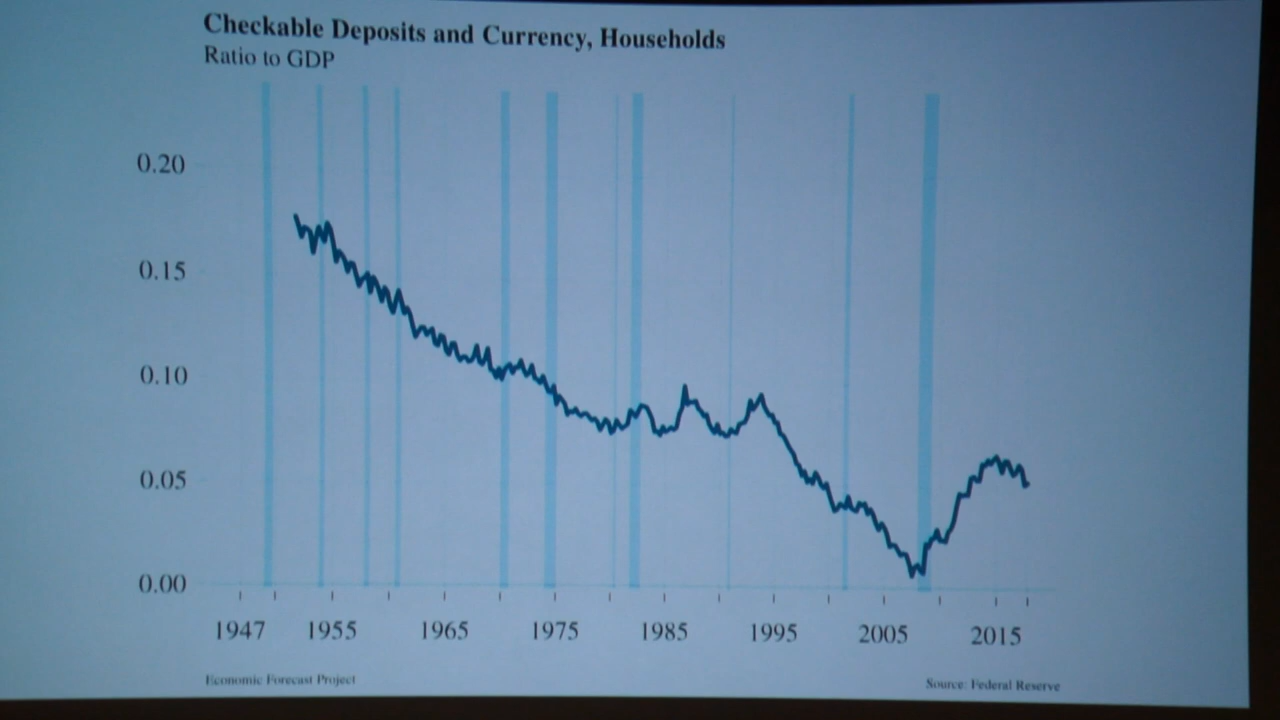 Checkable Deposits and Currency, Households
Ratio to GDP
0.20
0.15
0.10
0.05
0.00
1947 1955 1965 1975 1985 1995 2005 2015
Economic Forecast Project
Source: Federal Reserve